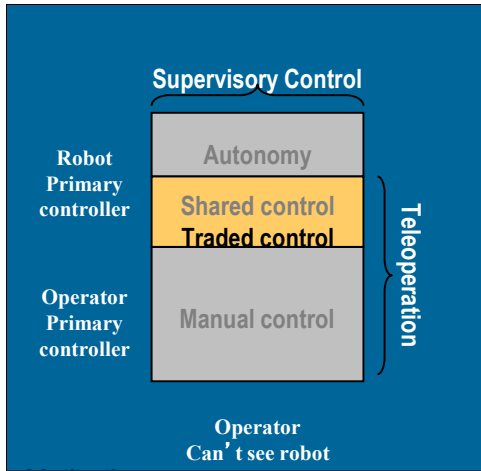 Supervisory Control
Robot
Primary
controller
Autonomy
Shared control
Traded control
Teleoperation
Operator
Primary
controller
Manual control
Operator
Can't see robot